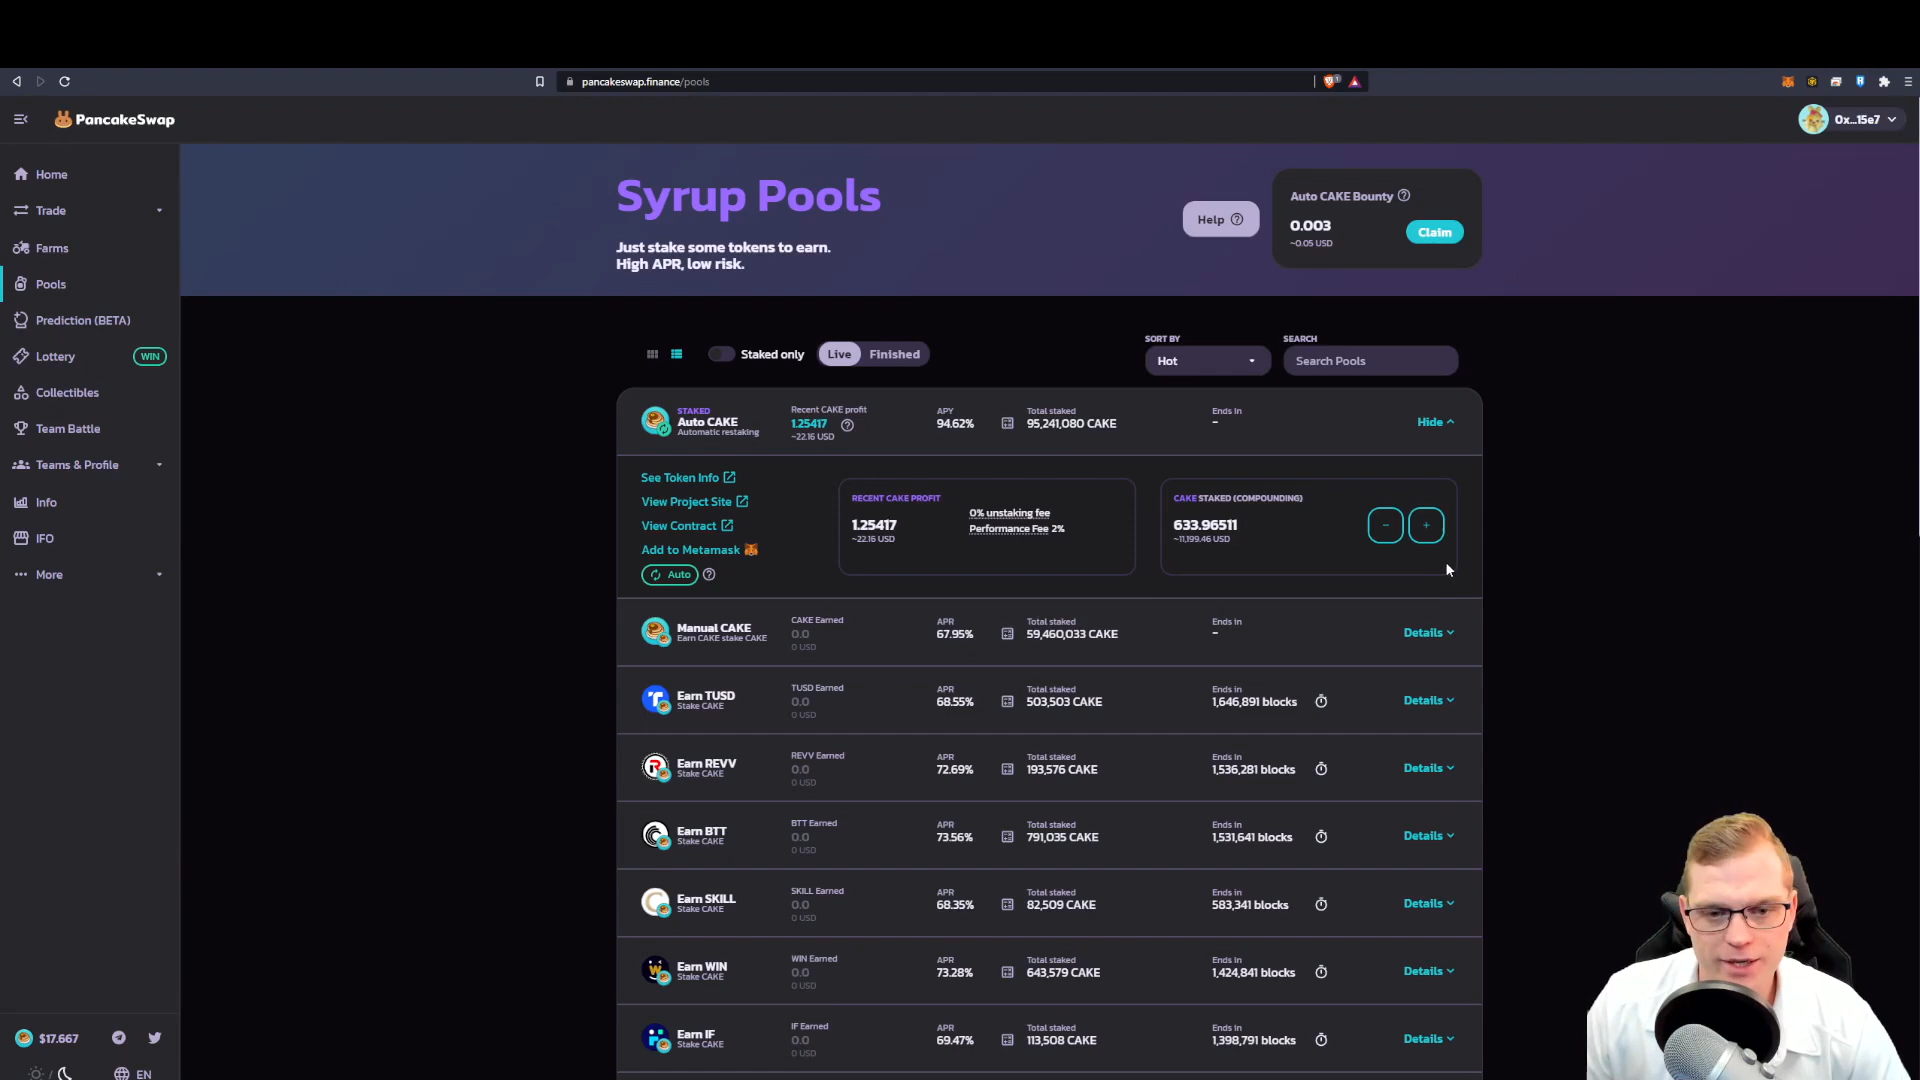 pancakeswap.finance/pools
1
PancakeSwap
0x...15e7
Home
Trade
Farms
Pools
Prediction (BETA)
Lottery
WIN
Collectibles
Team Battle
Teams & Profile
Info
IFO
More
$17.667
EN
Syrup Pools
Just stake some tokens to earn.
High APR, low risk.
Help
Auto CAKE Bounty
0.003
~0.05 USD
Claim
Staked only
Live
Finished
SORT BY
Hot
SEARCH
Search Pools
STAKED
Auto CAKE
Automatic restaking
Recent CAKE profit
1.25417
~22.16 USD
APY
94.62%
Total staked
95,241,080 CAKE
Ends in
-
Hide
See Token Info
View Project Site
View Contract
Add to Metamask
Auto
RECENT CAKE PROFIT
1.25417
~22.16 USD
0% unstaking fee
Performance Fee 2%
CAKE STAKED (COMPOUNDING)
633.96511
~11,199.46 USD
-
+
Manual CAKE
Earn CAKE stake CAKE
CAKE Earned
0.0
0 USD
APR
67.95%
Total staked
59,460,033 CAKE
Ends in
-
Details
Earn TUSD
Stake CAKE
TUSD Earned
0.0
0 USD
APR
68.55%
Total staked
503,503 CAKE
Ends in
1,646,891 blocks
Details
Earn REVV
Stake CAKE
REVV Earned
0.0
0 USD
APR
72.69%
Total staked
193,576 CAKE
Ends in
1,536,281 blocks
Details
Earn BTT
Stake CAKE
BTT Earned
0.0
0 USD
APR
73.56%
Total staked
791,035 CAKE
Ends in
1,531,641 blocks
Details
Earn SKILL
Stake CAKE
SKILL Earned
0.0
0 USD
APR
68.35%
Total staked
82,509 CAKE
Ends in
583,341 blocks
Details
Earn WIN
Stake CAKE
WIN Earned
0.0
0 USD
APR
73.28%
Total staked
643,579 CAKE
Ends in
1,424,841 blocks
Details
Earn IF
Stake CAKE
IF Earned
0.0
0 USD
APR
69.47%
Total staked
113,508 CAKE
Ends in
1,398,791 blocks
Details